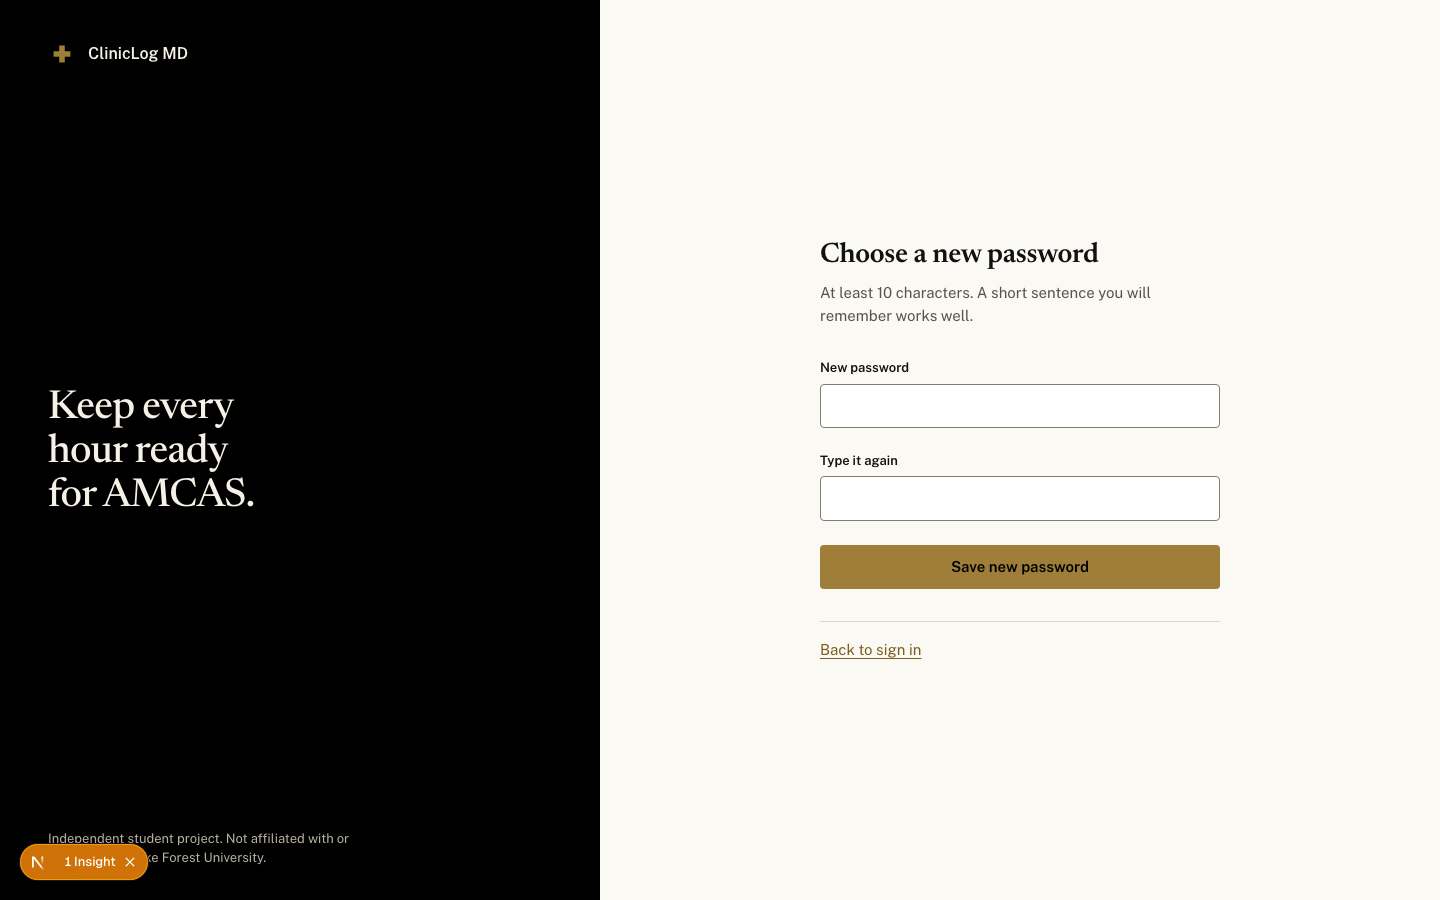 ClinicLog MD
Keep every
hour ready
for AMCAS.
Independent student project. Not affiliated with or
Forest University.
1 Insight
Choose a new password
At least 10 characters. A short sentence you will
remember works well.
New password
Type it again
Save new password
Back to sign in